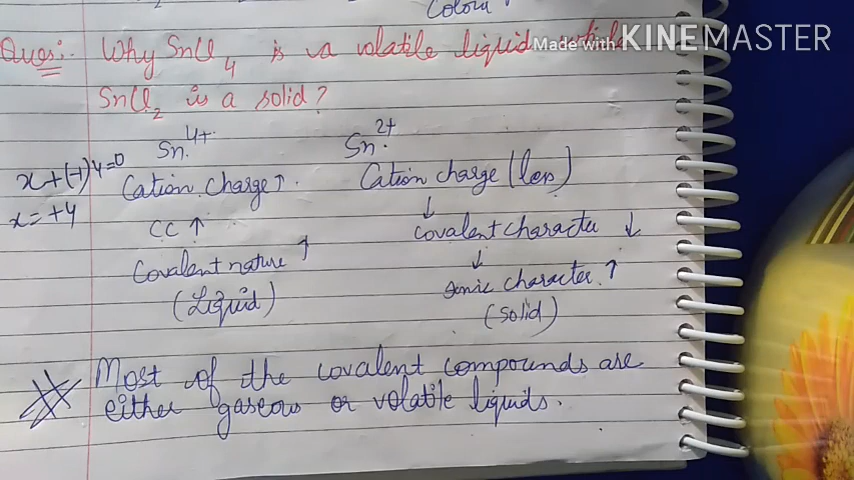 Colour
Ques:- Why SnCl4 is a volatile liquid while
Made with KINEMASTER
SnCl2 is a solid?
Sn4+ Sn2+
x+(-1)4=0
Cation charge↑ Cation charge (less)
x=+4
↓
CC ↑ covalent character ↓
Covalent nature ↑ ↓
Ionic character ↑
(Liquid) (solid)
Most of the covalent compounds are
either gaseous or volatile liquids.